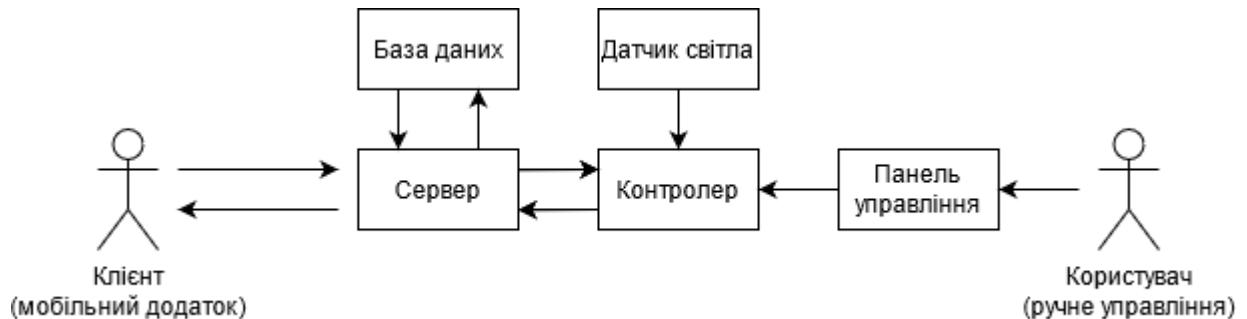 База даних
Датчик світла
Сервер
Контролер
Панель
управління
Клієнт
(мобільний додаток)
Користувач
(ручне управління)